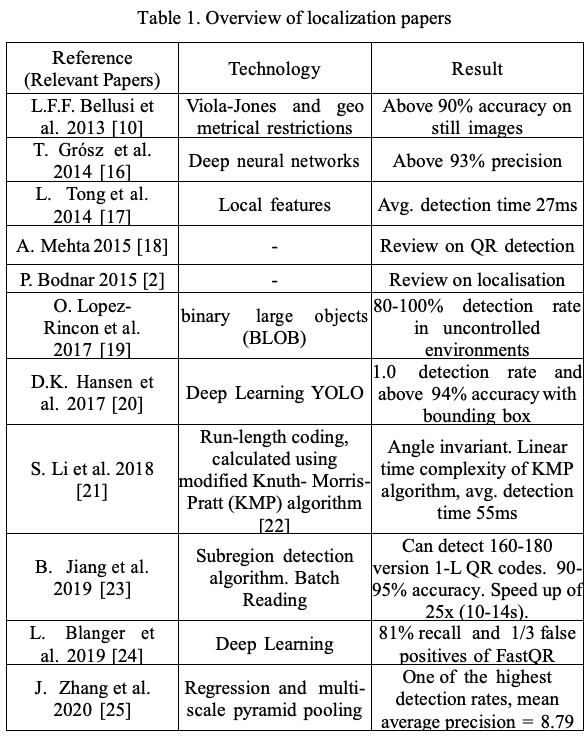 Table 1. Overview of localization papers
Reference
(Relevant Papers)
Technology
Result
L.F.F. Bellusi et
al. 2013 [10]
Viola-Jones and geo
metrical restrictions
Above 90% accuracy on
still images
T. Grósz et al.
2014 [16]
Deep neural networks
Above 93% precision
L. Tong et al.
2014 [17]
Local features
Avg. detection time 27ms
A. Mehta 2015 [18]
-
Review on QR detection
P. Bodnar 2015 [2]
-
Review on localisation
O. Lopez-
Rincon et al.
2017 [19]
binary large objects
(BLOB)
80-100% detection rate
in uncontrolled
environments
D.K. Hansen et
al. 2017 [20]
Deep Learning YOLO
1.0 detection rate and
above 94% accuracy with
bounding box
S. Li et al. 2018
[21]
Run-length coding,
calculated using
modified Knuth- Morris-
Pratt (KMP) algorithm
[22]
Angle invariant. Linear
time complexity of KMP
algorithm, avg. detection
time 55ms
B. Jiang et al.
2019 [23]
Subregion detection
algorithm. Batch
Reading
Can detect 160-180
version 1-L QR codes. 90-
95% accuracy. Speed up of
25x (10-14s).
L. Blanger et
al. 2019 [24]
Deep Learning
81% recall and 1/3 false
positives of FastQR
J. Zhang et al.
2020 [25]
Regression and multi-
scale pyramid pooling
One of the highest
detection rates, mean
average precision = 8.79